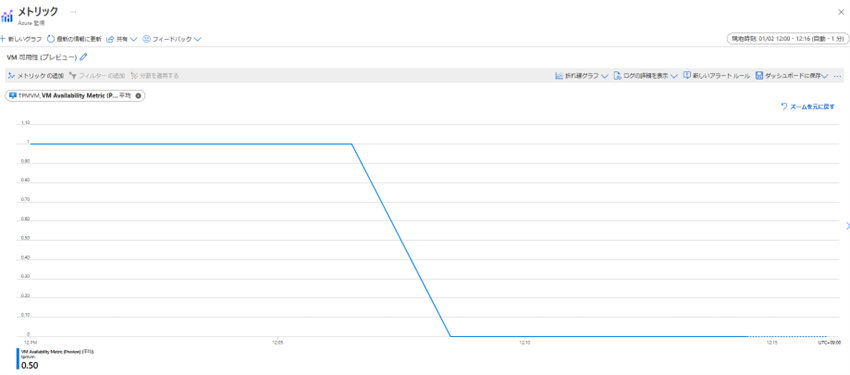 メトリック ...
Azure 監視
+ 新しいグラフ 最新の情報に更新 共有 フィードバック
現地時刻: 01/02 12:00 - 12:16 (自動 - 1 分)
VM 可用性 (プレビュー)
メトリックの追加 フィルターの追加 分割を適用する
折れ線グラフ ログの詳細を表示 新しいアラート ルール ダッシュボードに保存 ...
TPMVM, VM Availability Metric (P... 平均
ズームを元に戻す
1.10
1
0.90
0.80
0.70
0.60
0.50
0.40
0.30
0.20
0.10
0
12 PM 12:05 12:10 12:15 UTC+09:00
VM Availability Metric (Preview) (平均)
tpmvm
0.50